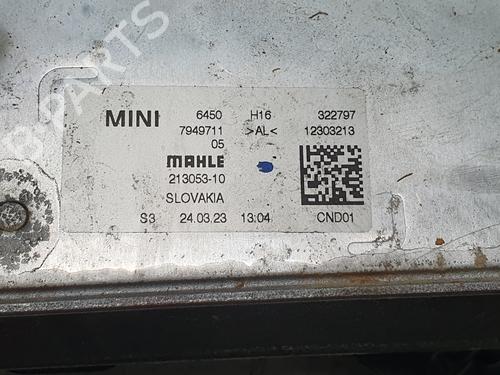 MINI 6450 H16 322797
7949711 >AL< 12303213
05
MAHLE
213053-10
SLOVAKIA
S3 24.03.23 13:04 CND01
B-PARTS